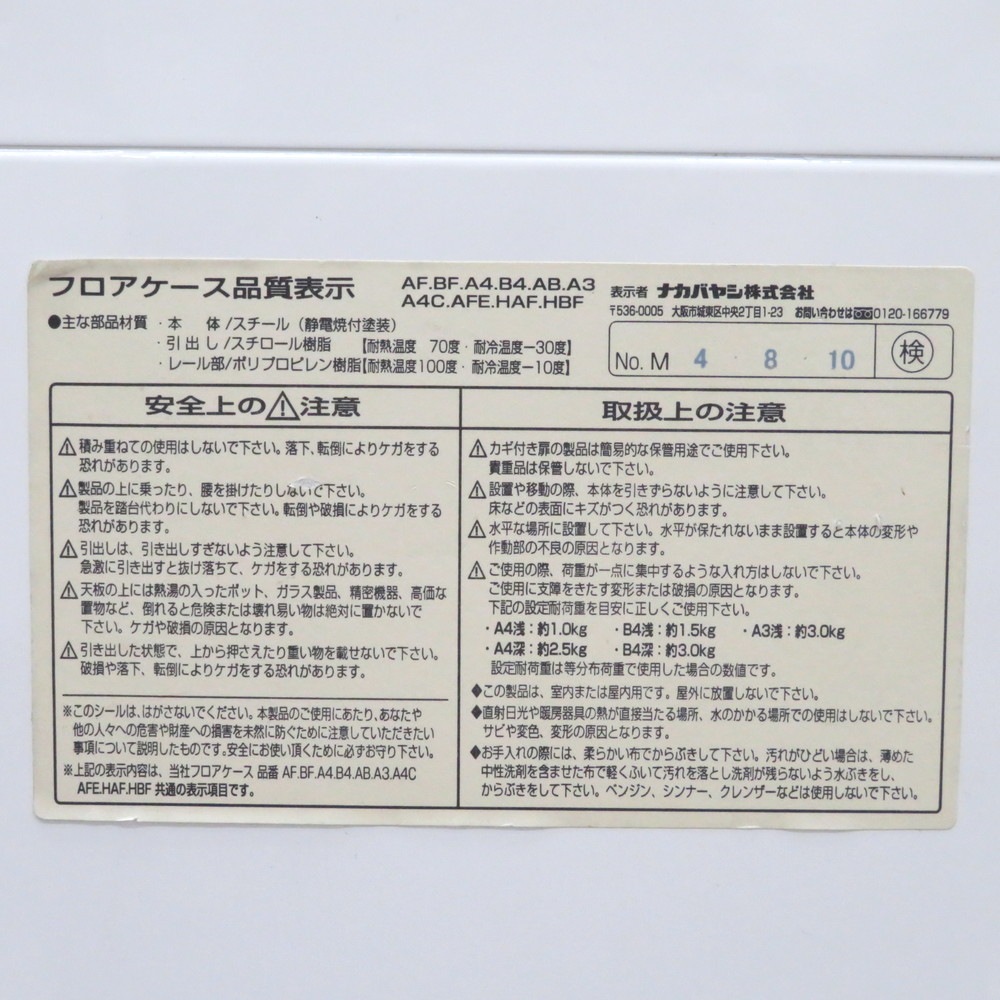 フロアケース品質表示
AF.BF.A4.B4.AB.A3
A4C.AFE.HAF.HBF
表示者 ナカバヤシ株式会社
〒536-0005 大阪市城東区中央2丁目1-23 お問い合わせは 0120-166779
No. M 4・8・10 検
●主な部品材質・本 体/スチール(静電焼付塗装)
・引出し/スチロール樹脂【耐熱温度 70度・耐冷温度-30度】
・レール部/ポリプロピレン樹脂【耐熱温度100度・耐冷温度-10度】
安全上の⚠注意
⚠積み重ねての使用はしないで下さい。落下、転倒によりケガをする
恐れがあります。
⚠製品の上に乗ったり、腰を掛けたりしないで下さい。
製品を踏台代わりにしないで下さい。転倒や破損によりケガをする
恐れがあります。
⚠引出しは、引き出しすぎないよう注意して下さい。
急激に引き出すと抜け落ちて、ケガをする恐れがあります。
⚠天板の上には熱湯の入ったポット、ガラス製品、精密機器、高価な
置物など、倒れると危険または壊れ易い物は絶対に置かないで
下さい。ケガや破損の原因となります。
⚠引き出した状態で、上から押さえたり重い物を載せないで下さい。
破損や落下、転倒によりケガをする恐れがあります。
※このシールは、はがさないでください。本製品のご使用にあたり、あなたや
他の人々への危害や財産への損害を未然に防ぐために注意していただきたい
事項について説明したものです。安全にお使い頂くために必ずお守り下さい。
※上記の表示内容は、当社フロアケース 品番 AF.BF.A4.B4.AB.A3.A4C
AFE.HAF.HBF 共通の表示項目です。
取扱上の注意
⚠カギ付き扉の製品は簡易的な保管用途でご使用下さい。
貴重品は保管しないで下さい。
⚠設置や移動の際、本体を引きずらないように注意して下さい。
床などの表面にキズがつく恐れがあります。
⚠水平な場所に設置して下さい。水平が保たれないまま設置すると本体の変形や
作動部の不良の原因となります。
⚠ご使用の際、荷重が一点に集中するような入れ方はしないで下さい。
ご使用に支障をきたす変形または破損の原因となります。
下記の設定耐荷重を目安に正しくご使用下さい。
・A4浅:約1.0kg ・B4浅:約1.5kg ・A3浅:約3.0kg
・A4深:約2.5kg ・B4深:約3.0kg
設定耐荷重は等分布荷重で使用した場合の数値です。
◆この製品は、室内または屋内用です。屋外に放置しないで下さい。
◆直射日光や暖房器具の熱が直接当たる場所、水のかかる場所での使用はしないで下さい。
サビや変色、変形の原因となります。
◆お手入れの際には、柔らかい布でからぶきして下さい。汚れがひどい場合は、薄めた
中性洗剤を含ませた布で軽くふいて汚れを落とし洗剤が残らないよう水ぶきをし、
からぶきをして下さい。ベンジン、シンナー、クレンザーなどは使用しないで下さい。